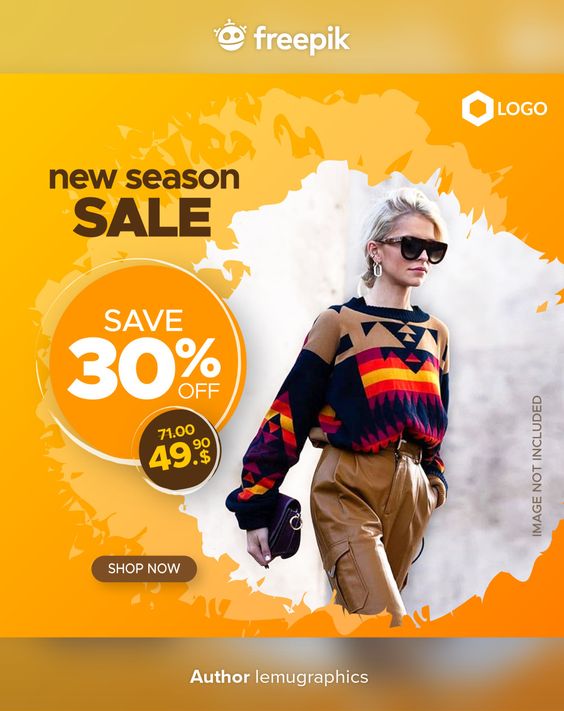 freepik
LOGO
new season
SALE
SAVE
30%
OFF
71.00
49.90$
SHOP NOW
IMAGE NOT INCLUDED
Author lemugraphics